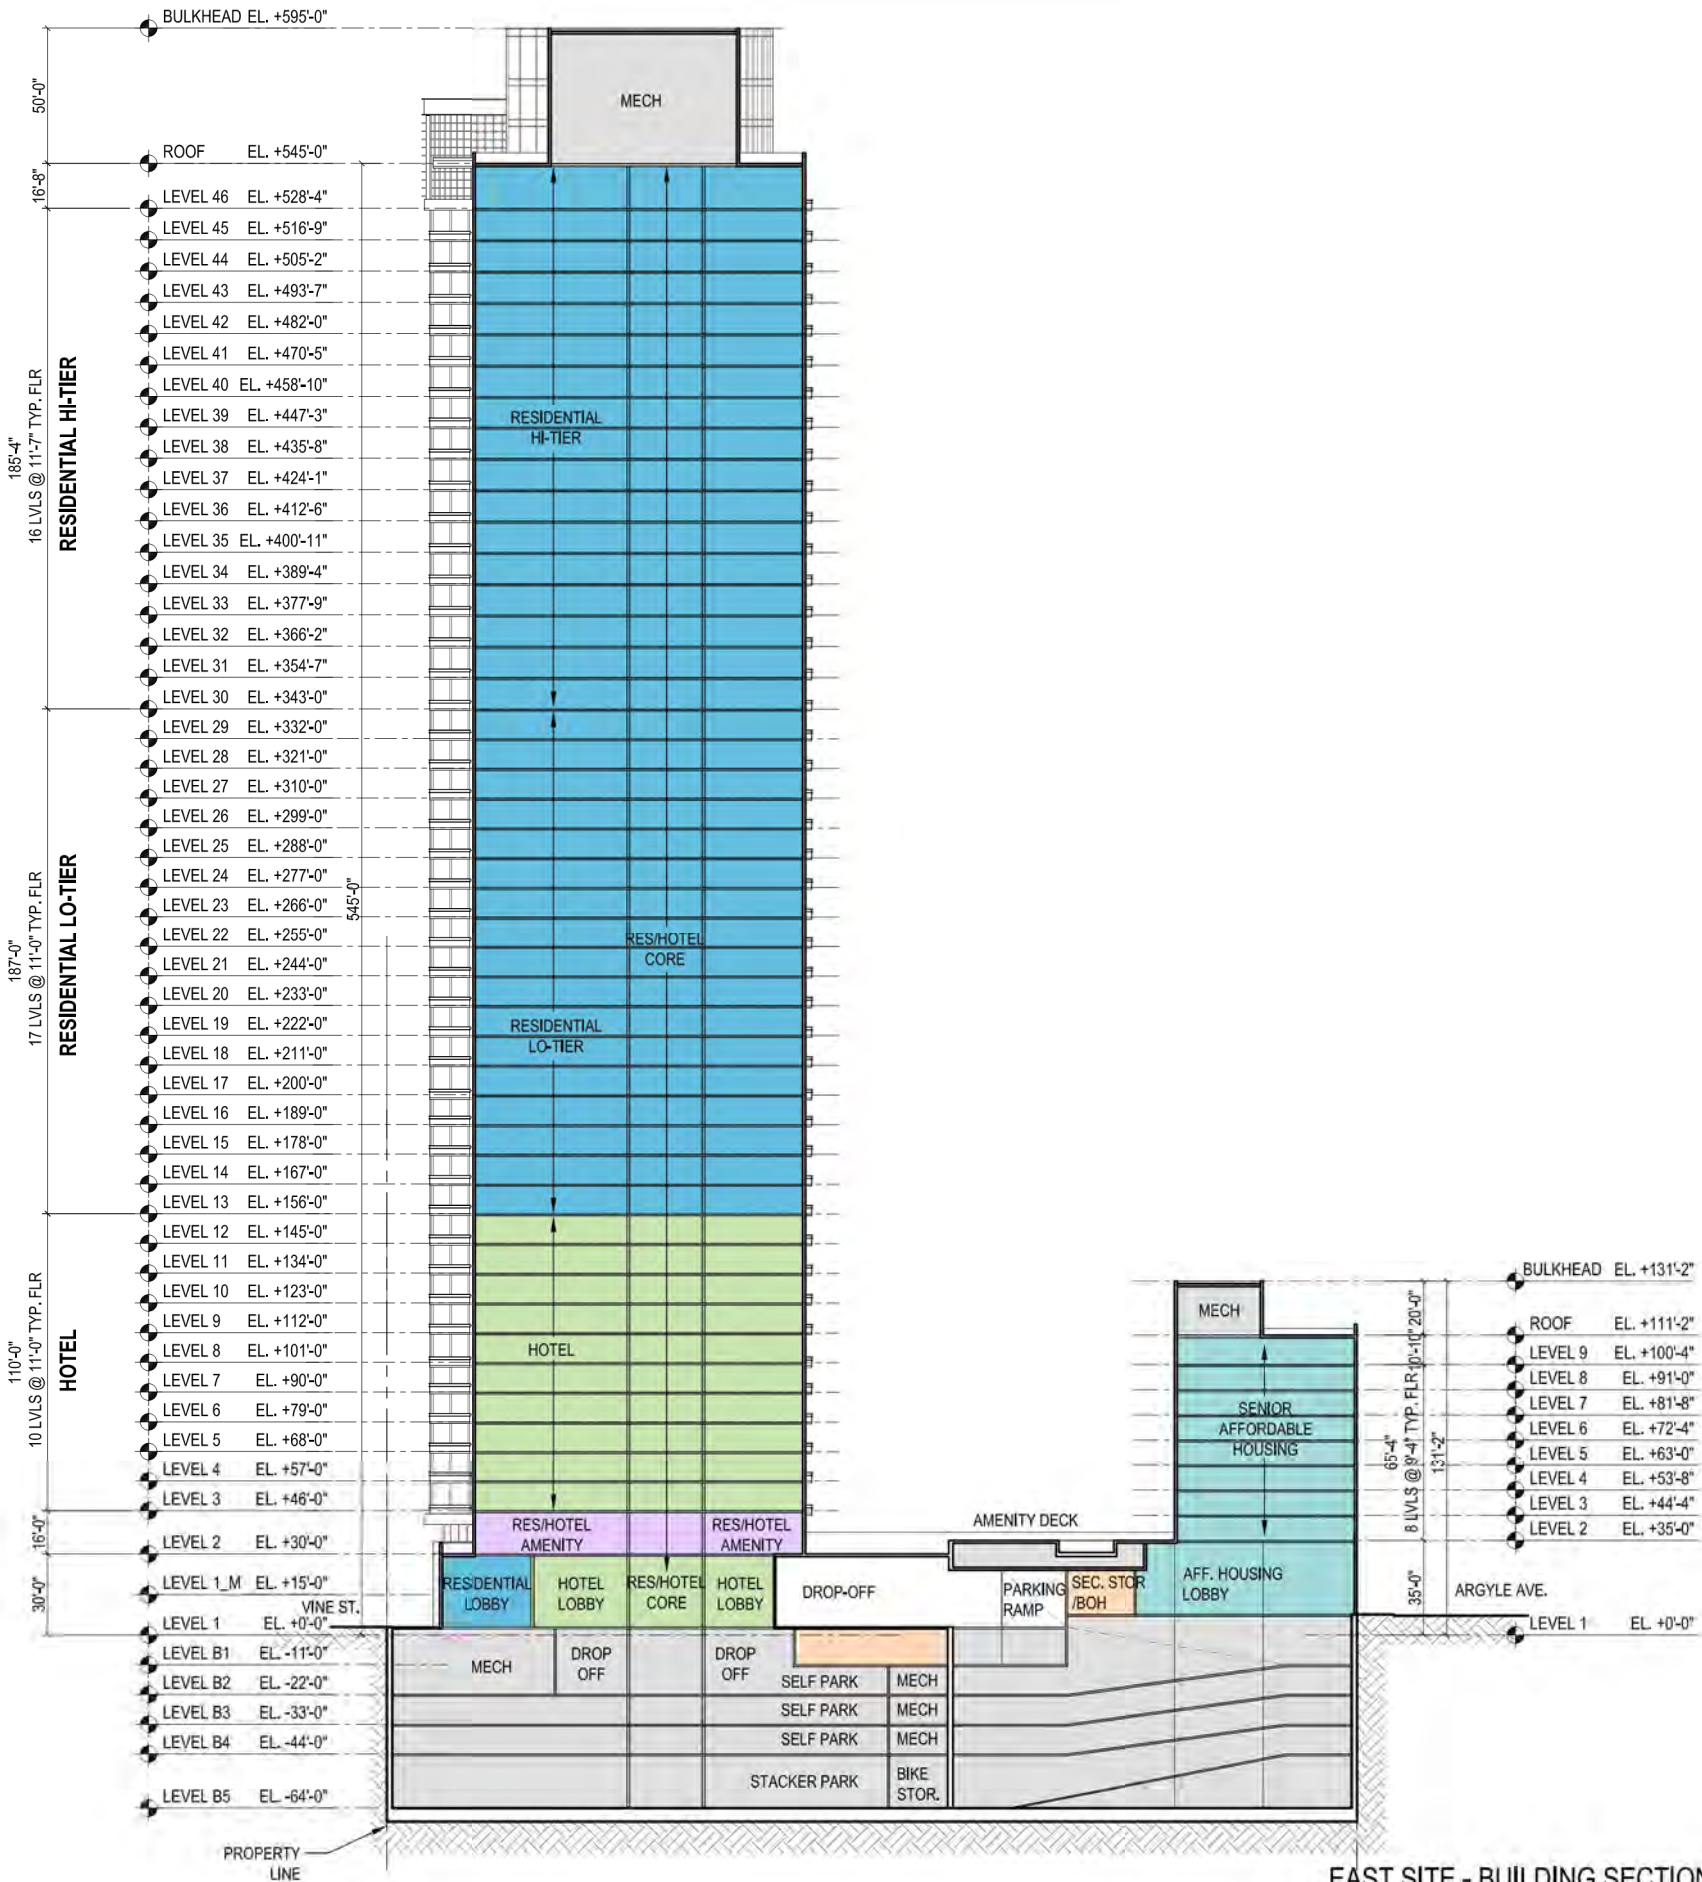 BULKHEAD EL. +595'-0"
50'-0"
MECH
ROOF EL. +545'-0"
16'-8"
LEVEL 46 EL. +528'-4"
LEVEL 45 EL. +516'-9"
LEVEL 44 EL. +505'-2"
LEVEL 43 EL. +493'-7"
LEVEL 42 EL. +482'-0"
LEVEL 41 EL. +470'-5"
LEVEL 40 EL. +458'-10"
LEVEL 39 EL. +447'-3"
LEVEL 38 EL. +435'-8"
LEVEL 37 EL. +424'-1"
LEVEL 36 EL. +412'-6"
LEVEL 35 EL. +400'-11"
LEVEL 34 EL. +389'-4"
LEVEL 33 EL. +377'-9"
LEVEL 32 EL. +366'-2"
LEVEL 31 EL. +354'-7"
LEVEL 30 EL. +343'-0"
185'-4"
16 LVLS @ 11'-7" TYP. FLR
RESIDENTIAL HI-TIER
RESIDENTIAL
HI-TIER
LEVEL 29 EL. +332'-0
LEVEL 28 EL. +321'-0"
LEVEL 27 EL. +310'-0"
LEVEL 26 EL. +299'-0"
LEVEL 25 EL. +288'-0"
LEVEL 24 EL. +277'-0"
LEVEL 23 EL. +266'-0"
LEVEL 22 EL. +255'-0"
LEVEL 21 EL. +244'-0"
LEVEL 20 EL. +233'-0"
LEVEL 19 EL. +222'-0"
LEVEL 18 EL. +211'-0"
LEVEL 17 EL. +200'-0"
LEVEL 16 EL. +189'-0"
LEVEL 15 EL. +178'-0"
LEVEL 14 EL. +167'-0"
LEVEL 13 EL. +156'-0"
187'-0"
17 LVLS @ 11'-0" TYP. FLR
RESIDENTIAL LO-TIER
545'-0"
RES/HOTEL
CORE
RESIDENTIAL
LO-TIER
LEVEL 12 EL. +145'-0"
LEVEL 11 EL. +134'-0"
LEVEL 10 EL. +123'-0"
LEVEL 9 EL. +112'-0"
LEVEL 8 EL. +101'-0"
LEVEL 7 EL. +90'-0"
LEVEL 6 EL. +79'-0"
LEVEL 5 EL. +68'-0"
LEVEL 4 EL. +57'-0"
LEVEL 3 EL. +46'-0"
110'-0"
10 LVLS @ 11'-0" TYP. FLR
HOTEL
HOTEL
16'-0"
LEVEL 2 EL. +30'-0"
LEVEL 1_M EL. +15'-0"
30'-0"
VINE ST.
LEVEL 1 EL. +0'-0"
LEVEL B1 EL. -11'-0"
LEVEL B2 EL. -22'-0"
LEVEL B3 EL. -33'-0"
LEVEL B4 EL. -44'-0"
LEVEL B5 EL. -64'-0"
PROPERTY
LINE
RES/HOTEL
AMENITY
RES/HOTEL
AMENITY
RESIDENTIAL
LOBBY
HOTEL
LOBBY
RES/HOTEL
CORE
HOTEL
LOBBY
DROP-OFF
AMENITY DECK
PARKING
RAMP
SEC. STOR
/BOH
AFF. HOUSING
LOBBY
MECH
DROP
OFF
DROP
OFF
SELF PARK MECH
SELF PARK MECH
SELF PARK MECH
STACKER PARK
BIKE
STOR.
MECH
SENIOR
AFFORDABLE
HOUSING
BULKHEAD EL. +131'-2"
ROOF EL. +111'-2"
LEVEL 9 EL. +100'-4"
LEVEL 8 EL. +91'-0"
LEVEL 7 EL. +81'-8"
LEVEL 6 EL. +72'-4"
LEVEL 5 EL. +63'-0"
LEVEL 4 EL. +53'-8"
LEVEL 3 EL. +44'-4"
LEVEL 2 EL. +35'-0"
20'-0"
10'-10"
65'-4"
8 LVLS @ 9'-4" TYP. FLR
131'-2"
35'-0"
ARGYLE AVE.
LEVEL 1 EL. +0'-0"
EAST SITE - BUILDING SECTION